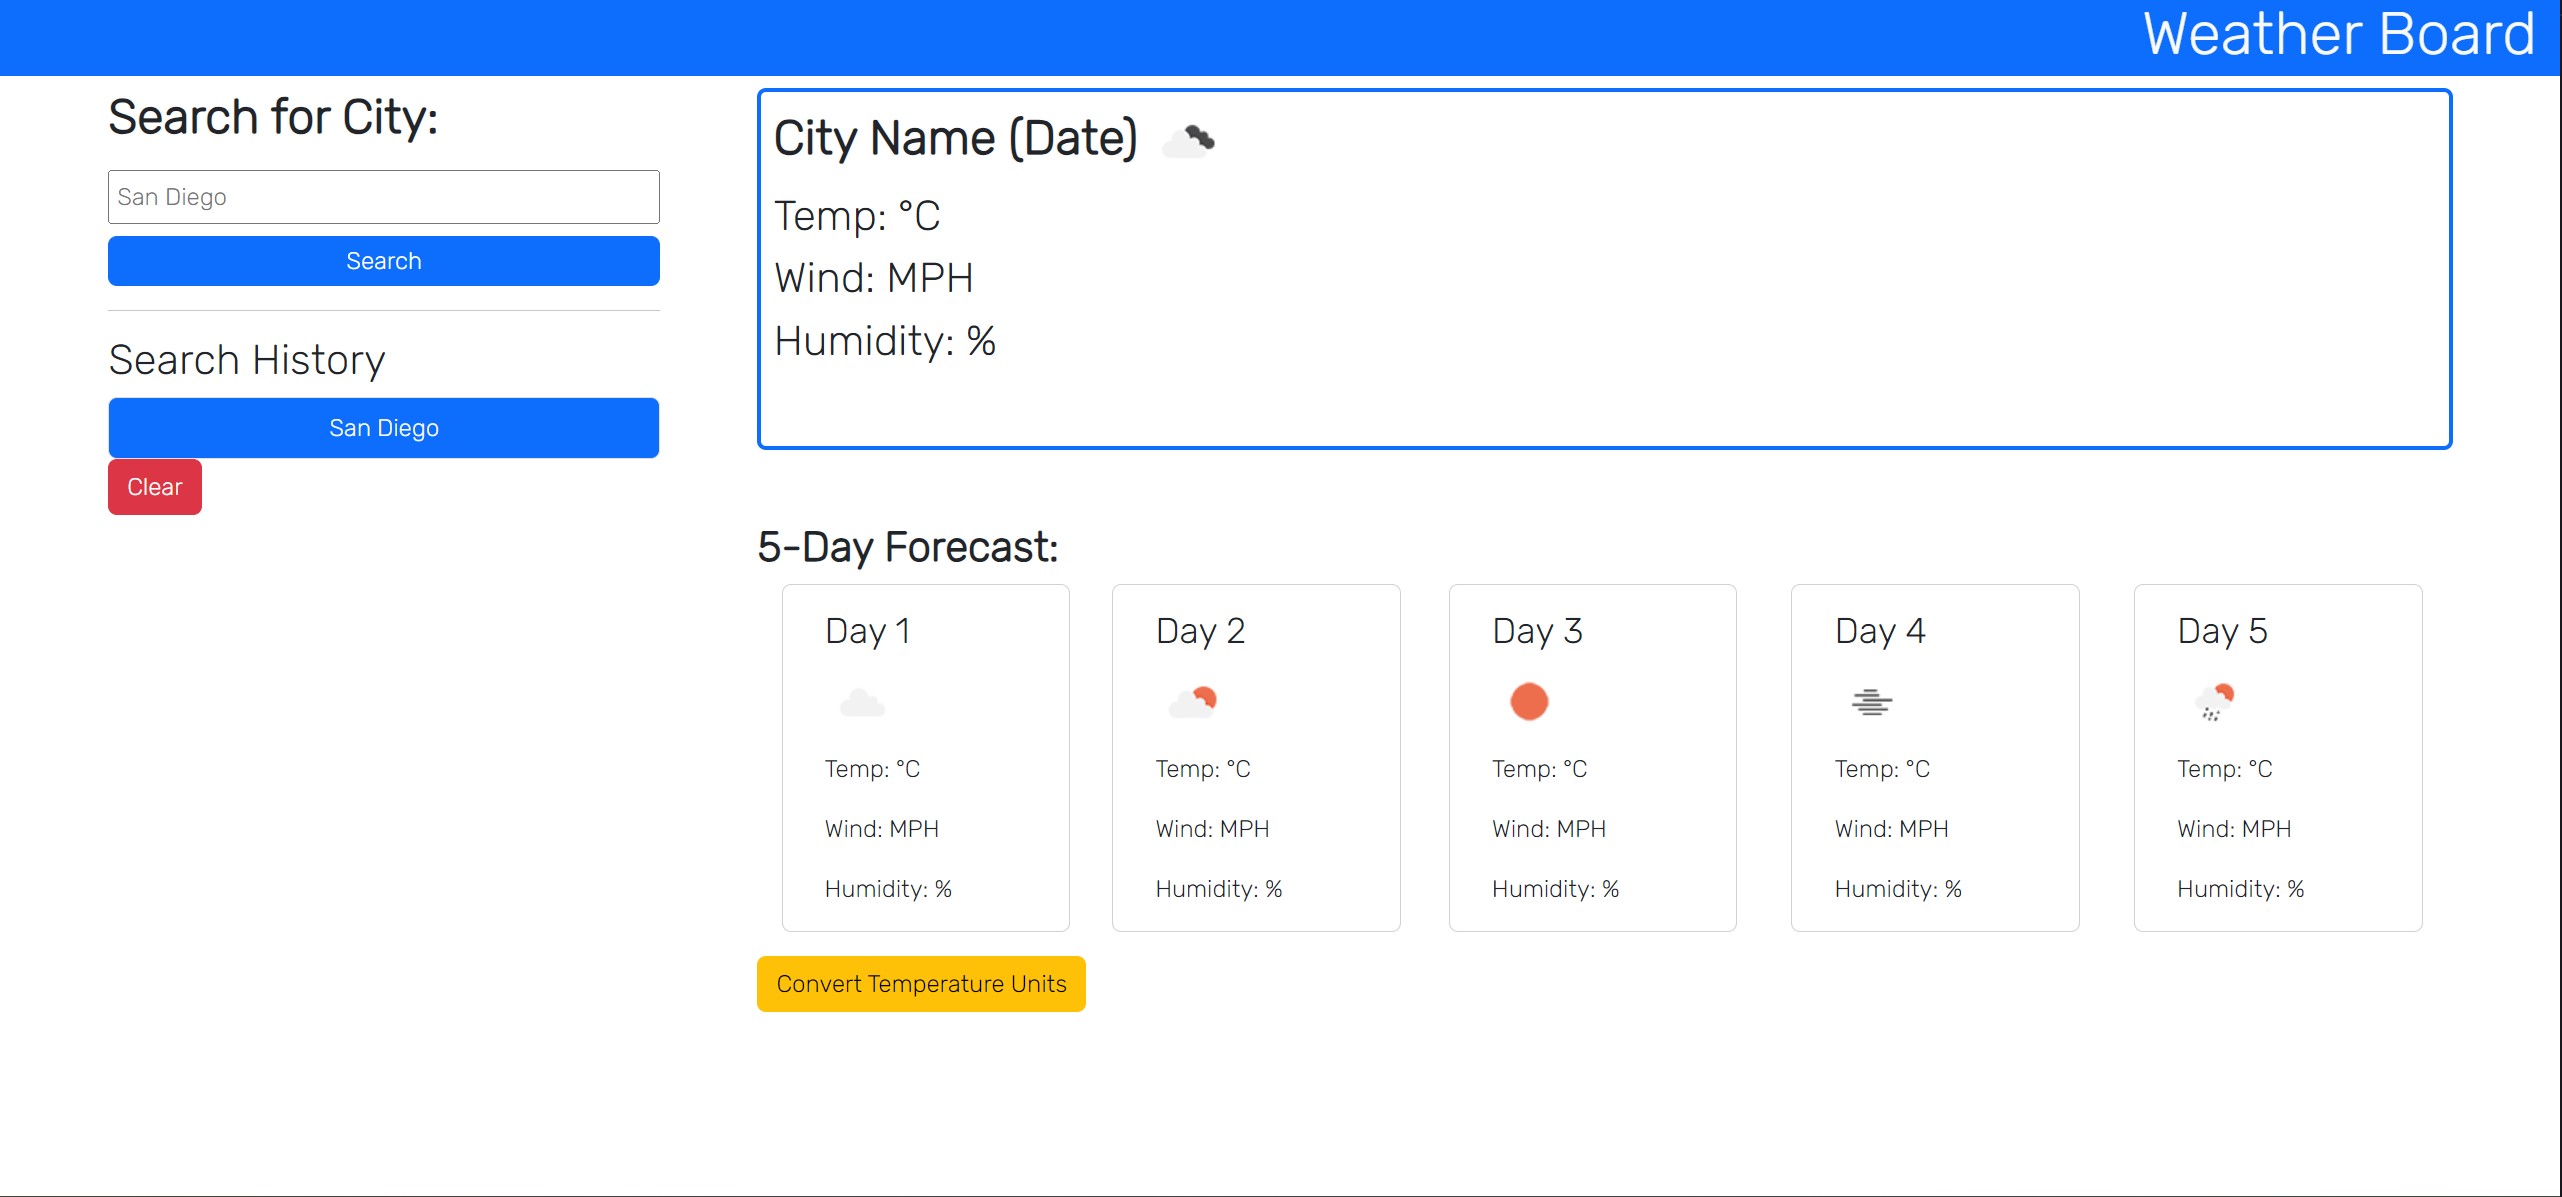 Weather Board
Search for City:
San Diego
Search
Search History
San Diego
Clear
City Name (Date)
Temp: °C
Wind: MPH
Humidity: %
5-Day Forecast:
Day 1
Temp: °C
Wind: MPH
Humidity: %
Day 2
Temp: °C
Wind: MPH
Humidity: %
Day 3
Temp: °C
Wind: MPH
Humidity: %
Day 4
Temp: °C
Wind: MPH
Humidity: %
Day 5
Temp: °C
Wind: MPH
Humidity: %
Convert Temperature Units